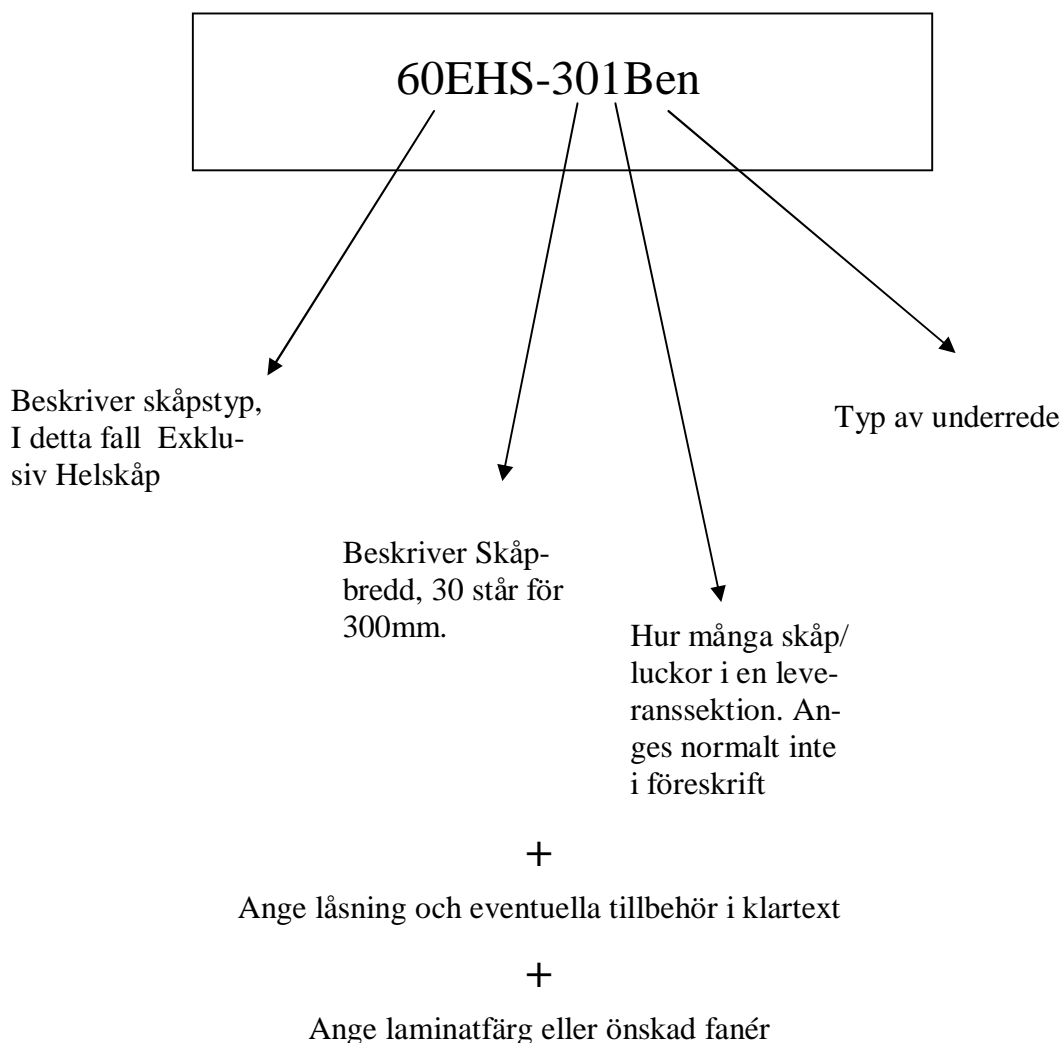 60EHS-301Ben
Beskriver skåpstyp,
I detta fall  Exklu-
siv Helskåp
Typ av underrede
Beskriver Skåp-
bredd, 30 står för
300mm.
Hur många skåp/
luckor i en leve-
ranssektion. An-
ges normalt inte
i föreskrift
+
Ange låsning och eventuella tillbehör i klartext
+
Ange laminatfärg eller önskad fanér